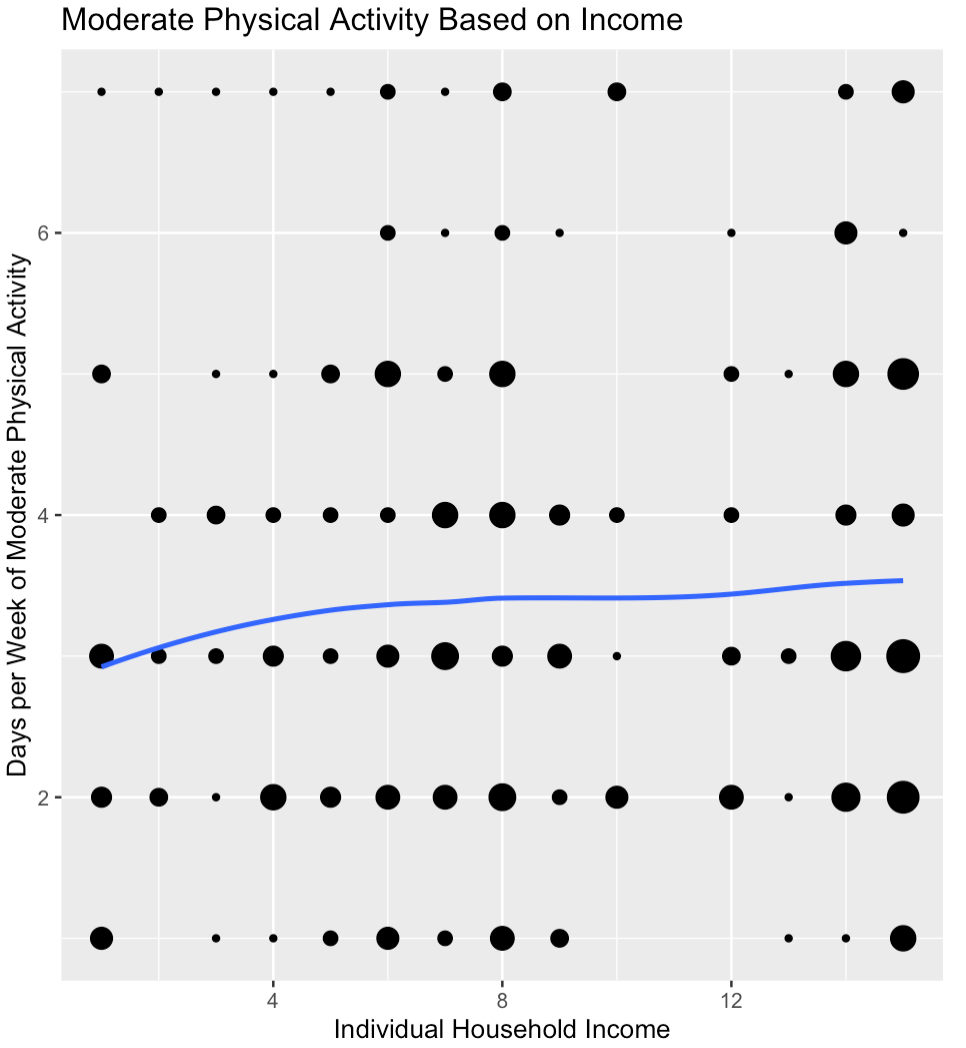 Moderate Physical Activity Based on Income
Days per Week of Moderate Physical Activity
6
4
2
4
8
12
Individual Household Income